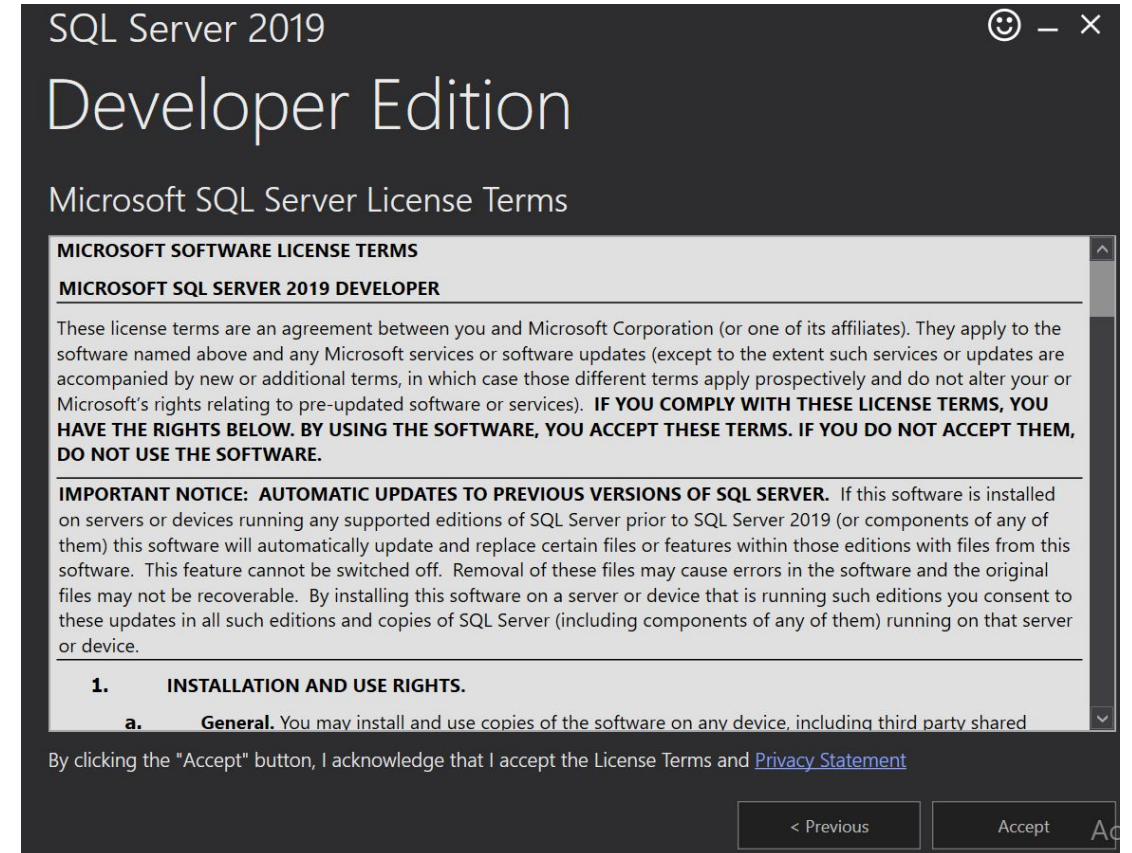 SQL Server 2019
Developer Edition
Microsoft SQL Server License Terms
MICROSOFT SOFTWARE LICENSE TERMS
MICROSOFT SQL SERVER 2019 DEVELOPER
These license terms are an agreement between you and Microsoft Corporation (or one of its affiliates). They apply to the
software named above and any Microsoft services or software updates (except to the extent such services or updates are
accompanied by new or additional terms, in which case those different terms apply prospectively and do not alter your or
Microsoft's rights relating to pre-updated software or services). IF YOU COMPLY WITH THESE LICENSE TERMS, YOU
HAVE THE RIGHTS BELOW. BY USING THE SOFTWARE, YOU ACCEPT THESE TERMS. IF YOU DO NOT ACCEPT THEM,
DO NOT USE THE SOFTWARE.
IMPORTANT NOTICE: AUTOMATIC UPDATES TO PREVIOUS VERSIONS OF SQL SERVER. If this software is installed
on servers or devices running any supported editions of SQL Server prior to SQL Server 2019 (or components of any of
them) this software will automatically update and replace certain files or features within those editions with files from this
software. This feature cannot be switched off. Removal of these files may cause errors in the software and the original
files may not be recoverable. By installing this software on a server or device that is running such editions you consent to
these updates in all such editions and copies of SQL Server (including components of any of them) running on that server
or device.
1. INSTALLATION AND USE RIGHTS.
a. General. You may install and use copies of the software on any device, including third party shared
By clicking the "Accept" button, I acknowledge that I accept the License Terms and Privacy Statement
< Previous
Accept